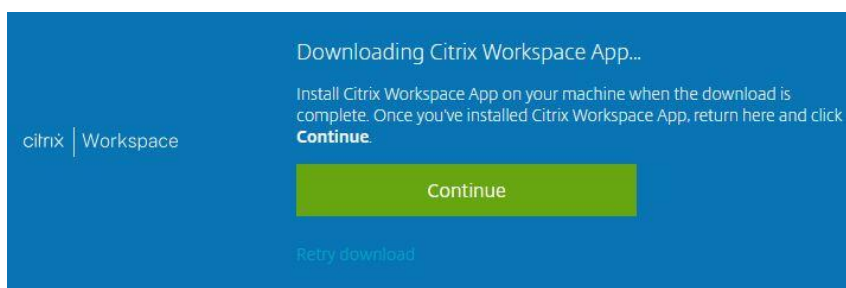 Downloading Citrix Workspace App...
Install Citrix Workspace App on your machine when the download is
complete. Once you've installed Citrix Workspace App, return here and click
Continue.
citrix | Workspace
Continue
Retry download